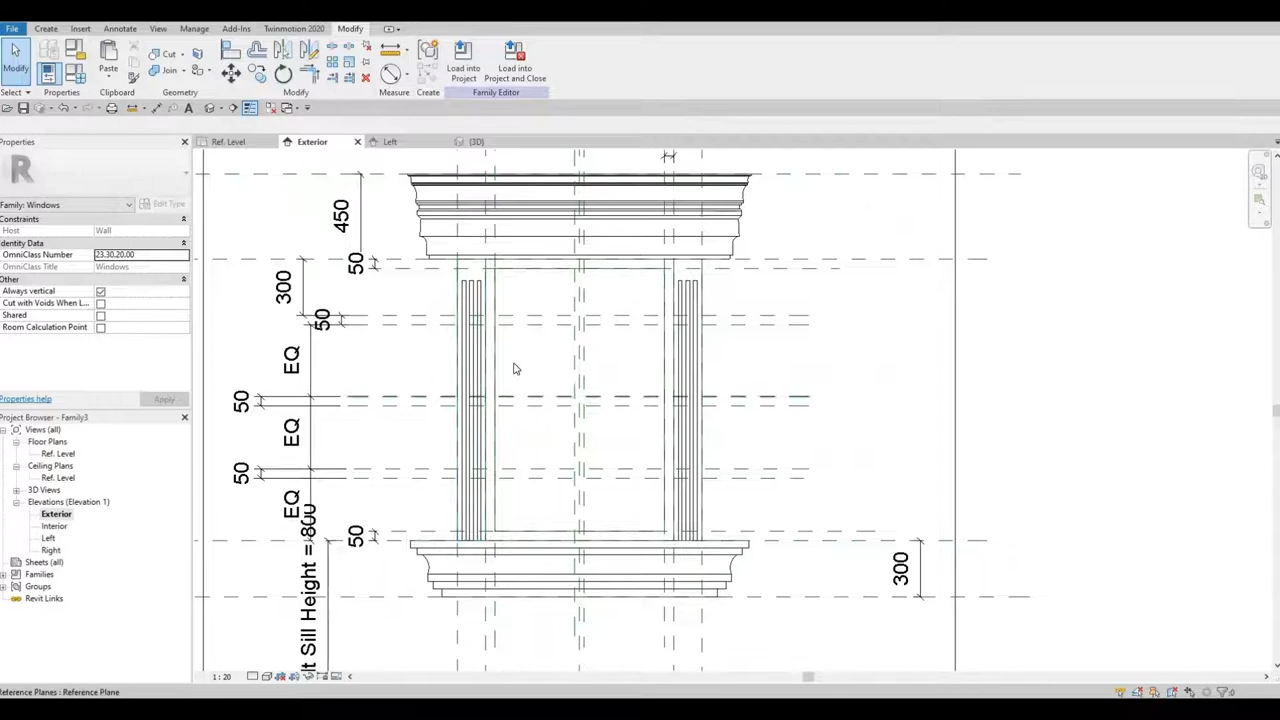 File Create Insert Annotate View Manage Add-Ins Twinmotion 2020 Modify
Modify Paste Cut Join Load into Project Load into Project and Close
Select Properties Clipboard Geometry Modify Measure Create Family Editor
Properties
Ref. Level Exterior Left (3D)
R
Family: Windows Edit Type
Constraints
Host Wall
Identity Data
OmniClass Number 23.30.20.00
OmniClass Title Windows
Other
Always vertical
Cut with Voids When L...
Shared
Room Calculation Point
Properties help Apply
Project Browser - Family3
Views (all)
Floor Plans
Ref. Level
Ceiling Plans
Ref. Level
3D Views
Elevations (Elevation 1)
Exterior
Interior
Left
Right
Sheets (all)
Families
Groups
Revit Links
450
50
300
50
EQ
50
EQ
50
EQ
50
lt Sill Height = 800
300
1 : 20
Reference Planes : Reference Plane
:0